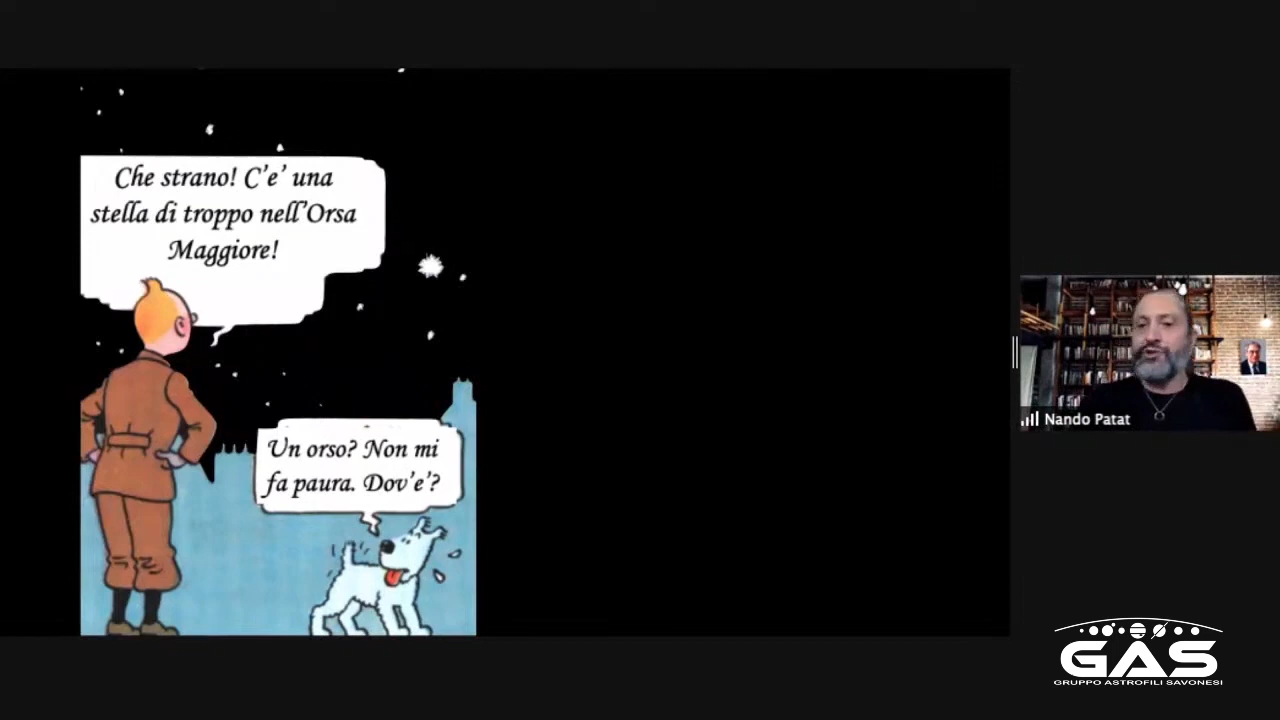 Che strano! C'e' una
stella di troppo nell'Orsa
Maggiore!
Un orso? Non mi
fa paura. Dov'e'?
Nando Patat
GAS
GRUPPO ASTROFILI SAVONESI